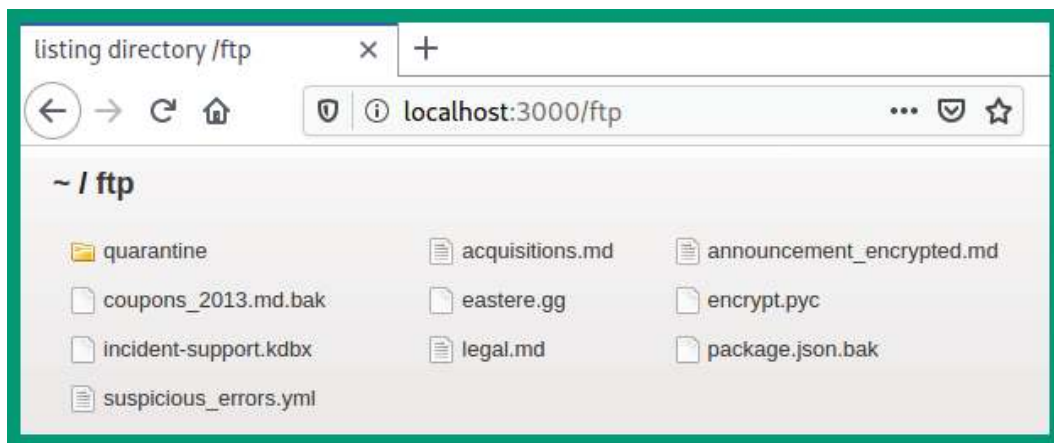 listing directory /ftp
localhost:3000/ftp
~ / ftp
quarantine acquisitions.md announcement_encrypted.md
coupons_2013.md.bak eastere.gg encrypt.pyc
incident-support.kdbx legal.md package.json.bak
suspicious_errors.yml